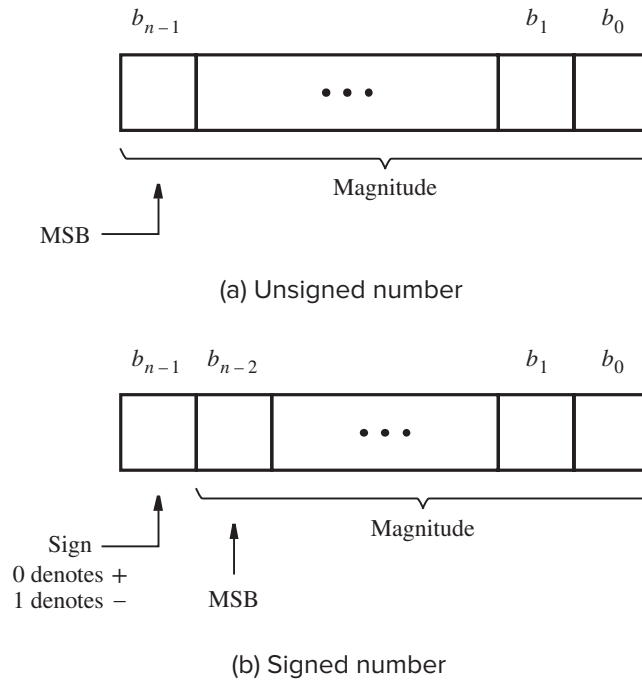 b_{n-1} b_1 b_0
• • •
Magnitude
MSB
(a) Unsigned number
b_{n-1} b_{n-2} b_1 b_0
• • •
Magnitude
Sign
0 denotes +
1 denotes −
MSB
(b) Signed number